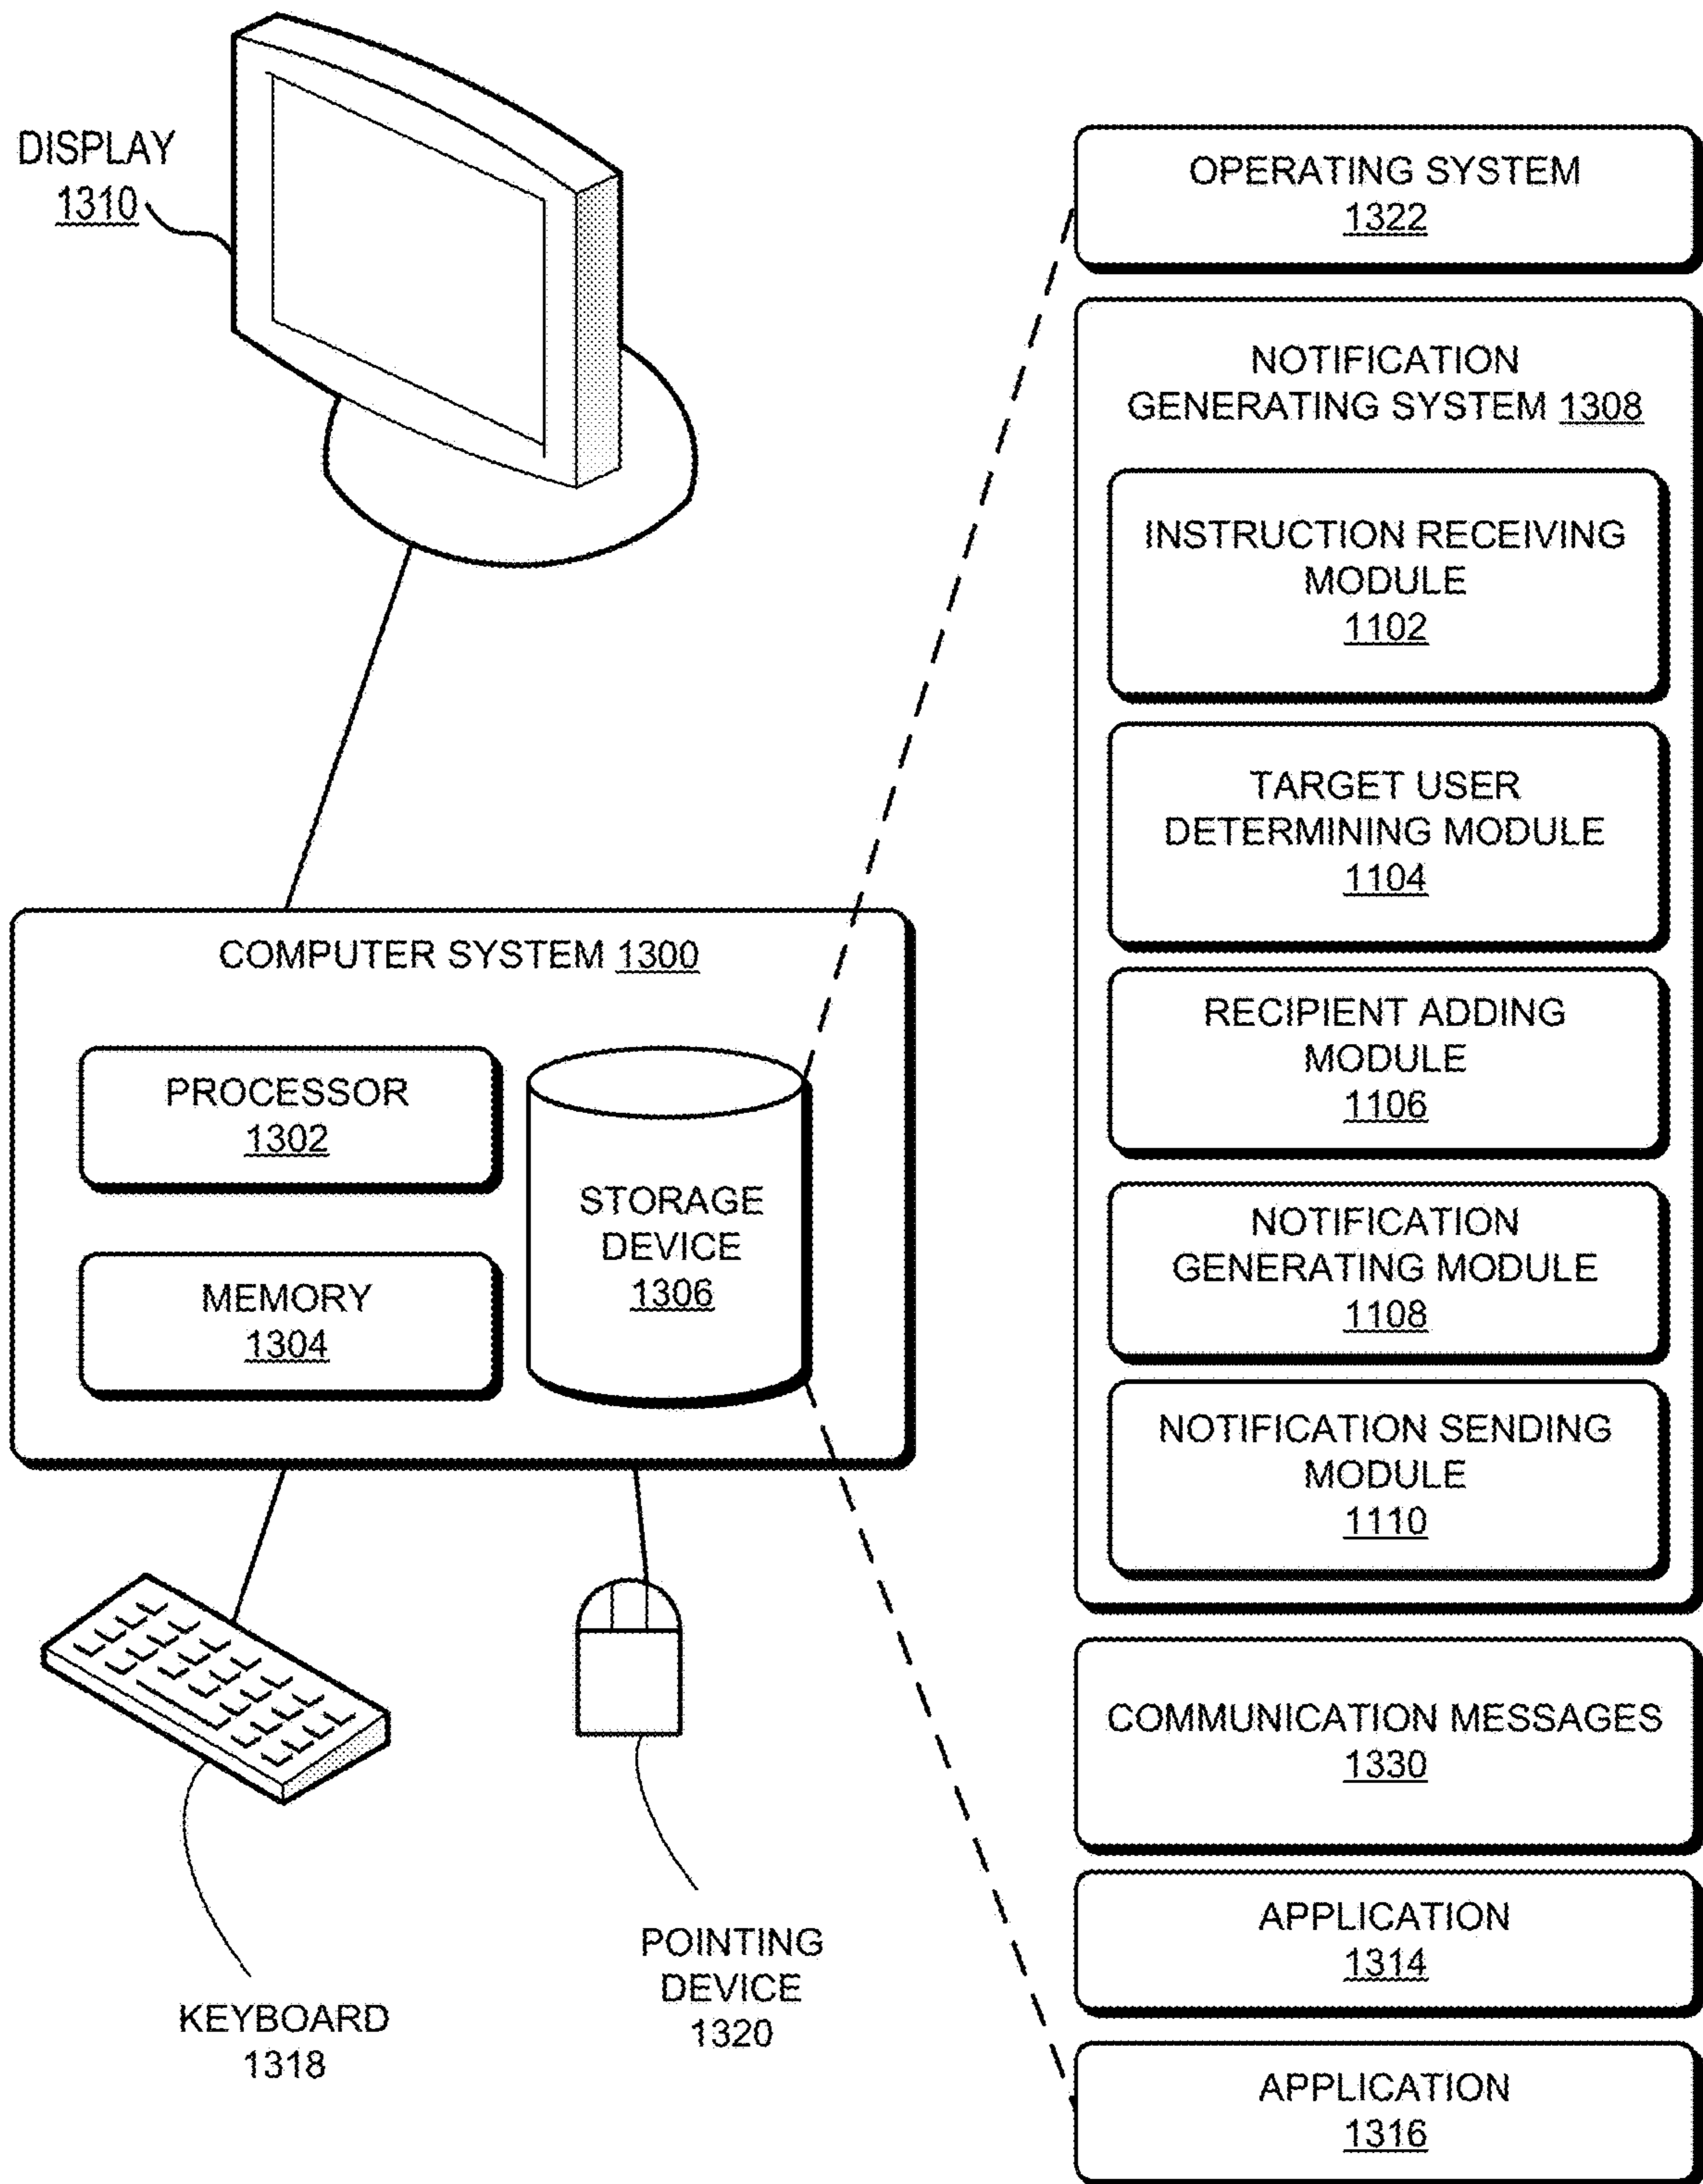 DISPLAY
1310
OPERATING SYSTEM
1322
NOTIFICATION
GENERATING SYSTEM 1308
INSTRUCTION RECEIVING
MODULE
1102
TARGET USER
DETERMINING MODULE
1104
RECIPIENT ADDING
MODULE
1106
NOTIFICATION
GENERATING MODULE
1108
NOTIFICATION SENDING
MODULE
1110
COMMUNICATION MESSAGES
1330
APPLICATION
1314
APPLICATION
1316
COMPUTER SYSTEM 1300
PROCESSOR
1302
MEMORY
1304
STORAGE
DEVICE
1306
KEYBOARD
1318
POINTING
DEVICE
1320